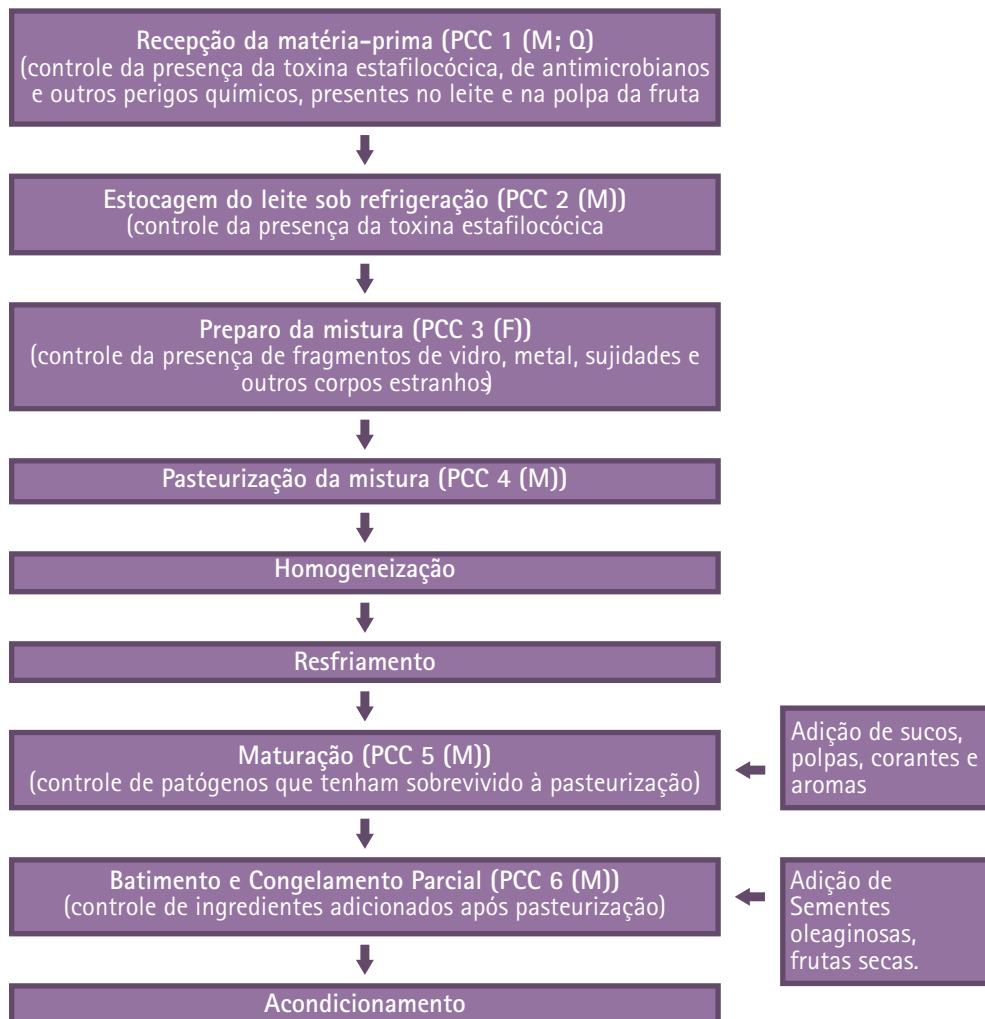 Recepção da matéria-prima (PCC 1 (M; Q)
(controle da presença da toxina estafilocócica, de antimicrobianos
e outros perigos químicos, presentes no leite e na polpa da fruta
Estocagem do leite sob refrigeração (PCC 2 (M))
(controle da presença da toxina estafilocócica
Preparo da mistura (PCC 3 (F))
(controle da presença de fragmentos de vidro, metal, sujidades e
outros corpos estranhos)
Pasteurização da mistura (PCC 4 (M))
Homogeneização
Resfriamento
Maturação (PCC 5 (M))
(controle de patógenos que tenham sobrevivido à pasteurização)
Adição de sucos,
polpas, corantes e
aromas
Batimento e Congelamento Parcial (PCC 6 (M))
(controle de ingredientes adicionados após pasteurização)
Adição de
Sementes
oleaginosas,
frutas secas.
Acondicionamento